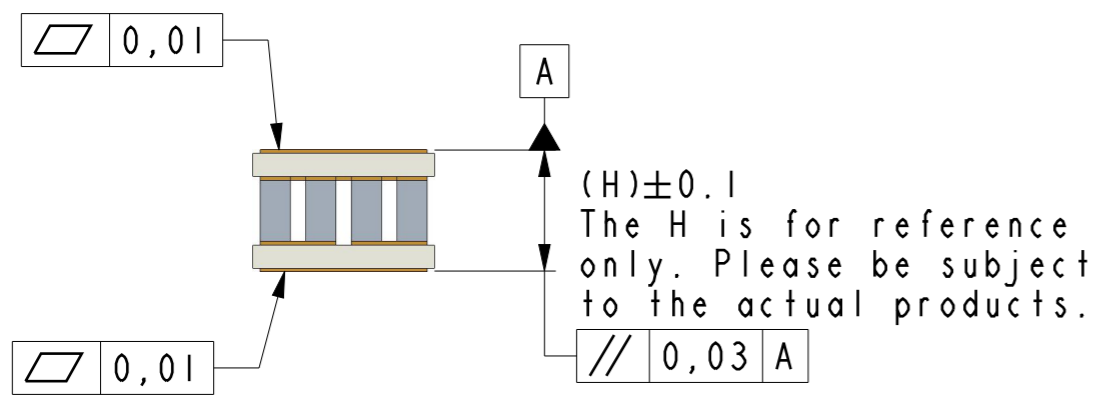 0,01
A
(H)±0.1
The H is for reference
only. Please be subject
to the actual products.
// 0,03 A
0,01